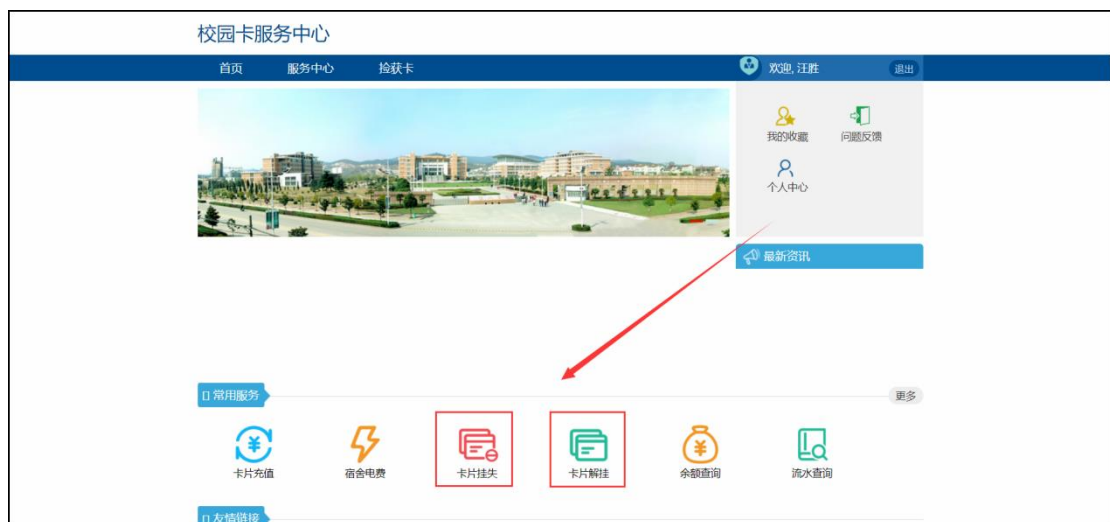 校园卡服务中心
首页 服务中心 捡获卡 欢迎, 汪胜 退出
我的收藏 问题反馈
个人中心
最新资讯
常用服务 更多
卡片充值 宿舍电费 卡片挂失 卡片解挂 余额查询 流水查询
友情链接